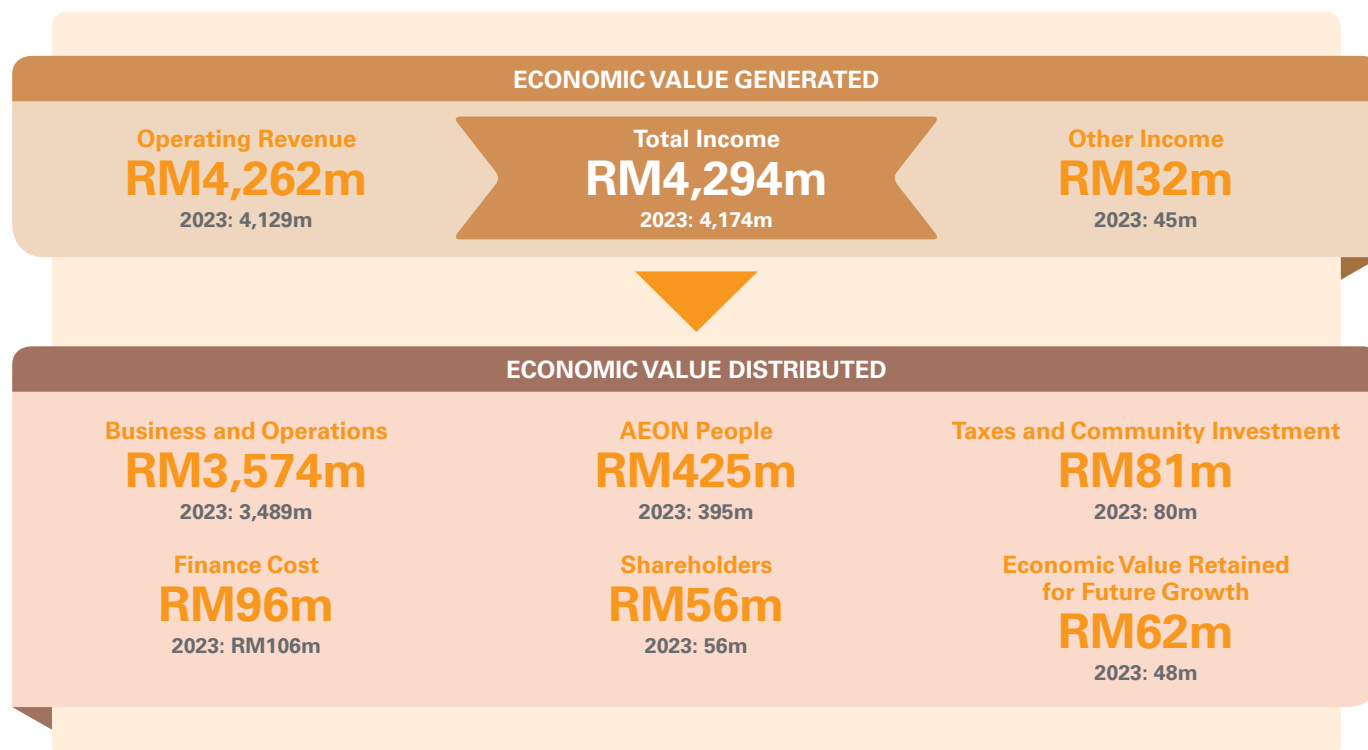 ECONOMIC VALUE GENERATED
Operating Revenue
RM4,262m
2023: 4,129m
Total Income
RM4,294m
2023: 4,174m
Other Income
RM32m
2023: 45m
ECONOMIC VALUE DISTRIBUTED
Business and Operations
RM3,574m
2023: 3,489m
AEON People
RM425m
2023: 395m
Taxes and Community Investment
RM81m
2023: 80m
Finance Cost
RM96m
2023: RM106m
Shareholders
RM56m
2023: 56m
Economic Value Retained
for Future Growth
RM62m
2023: 48m